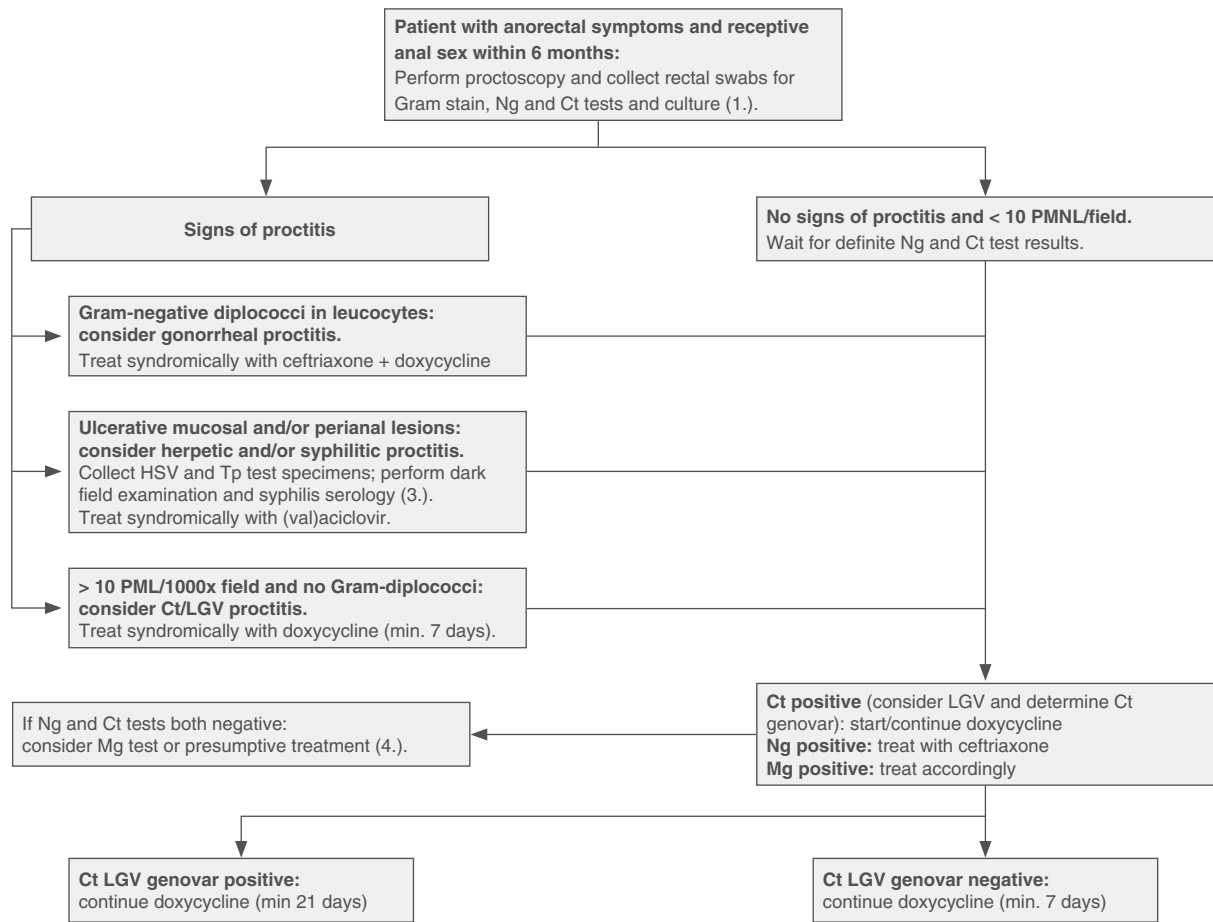 Patient with anorectal symptoms and receptive
anal sex within 6 months:
Perform proctoscopy and collect rectal swabs for
Gram stain, Ng and Ct tests and culture (1.).
Signs of proctitis
No signs of proctitis and < 10 PMNL/field.
Wait for definite Ng and Ct test results.
Gram-negative diplococci in leucocytes:
consider gonorrheal proctitis.
Treat syndromically with ceftriaxone + doxycycline
Ulcerative mucosal and/or perianal lesions:
consider herpetic and/or syphilitic proctitis.
Collect HSV and Tp test specimens; perform dark
field examination and syphilis serology (3.).
Treat syndromically with (val)aciclovir.
> 10 PML/1000x field and no Gram-diplococci:
consider Ct/LGV proctitis.
Treat syndromically with doxycycline (min. 7 days).
Ct positive (consider LGV and determine Ct
genovar): start/continue doxycycline
Ng positive: treat with ceftriaxone
Mg positive: treat accordingly
If Ng and Ct tests both negative:
consider Mg test or presumptive treatment (4.).
Ct LGV genovar positive:
continue doxycycline (min 21 days)
Ct LGV genovar negative:
continue doxycycline (min. 7 days)